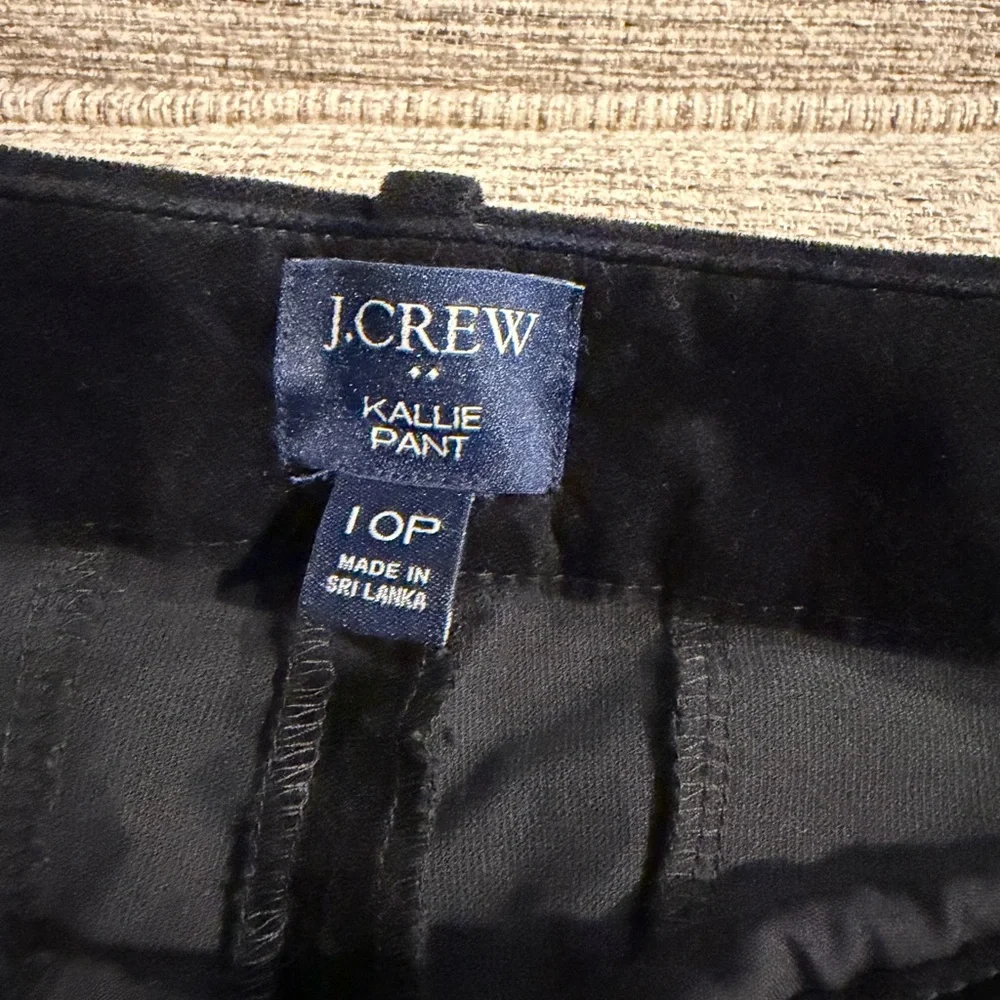 J.CREW
KALLIE
PANT
10P
MADE IN
SRI LANKA